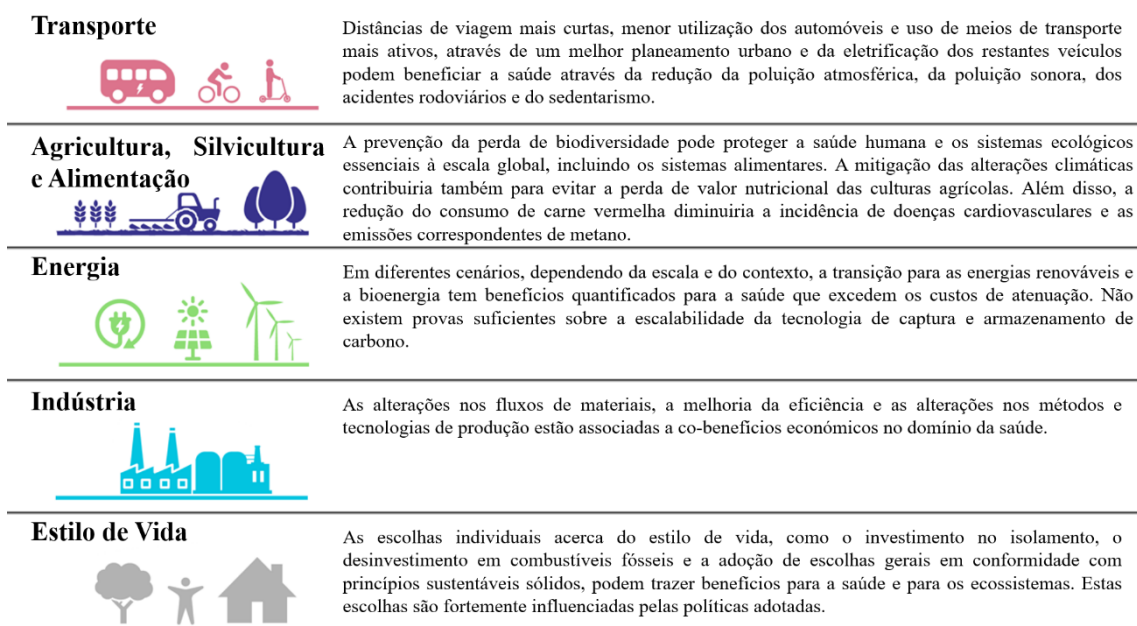 Transporte
Distâncias de viagem mais curtas, menor utilização dos automóveis e uso de meios de transporte
mais ativos, através de um melhor planeamento urbano e da eletrificação dos restantes veículos
podem beneficiar a saúde através da redução da poluição atmosférica, da poluição sonora, dos
acidentes rodoviários e do sedentarismo.
Agricultura, Silvicultura
e Alimentação
A prevenção da perda de biodiversidade pode proteger a saúde humana e os sistemas ecológicos
essenciais à escala global, incluindo os sistemas alimentares. A mitigação das alterações climáticas
contribuiria também para evitar a perda de valor nutricional das culturas agrícolas. Além disso, a
redução do consumo de carne vermelha diminuiria a incidência de doenças cardiovasculares e as
emissões correspondentes de metano.
Energia
Em diferentes cenários, dependendo da escala e do contexto, a transição para as energias renováveis e
a bioenergia tem benefícios quantificados para a saúde que excedem os custos de atenuação. Não
existem provas suficientes sobre a escalabilidade da tecnologia de captura e armazenamento de
carbono.
Indústria
As alterações nos fluxos de materiais, a melhoria da eficiência e as alterações nos métodos e
tecnologias de produção estão associadas a co-benefícios económicos no domínio da saúde.
Estilo de Vida
As escolhas individuais acerca do estilo de vida, como o investimento no isolamento, o
desinvestimento em combustíveis fósseis e a adoção de escolhas gerais em conformidade com
princípios sustentáveis sólidos, podem trazer benefícios para a saúde e para os ecossistemas. Estas
escolhas são fortemente influenciadas pelas políticas adotadas.